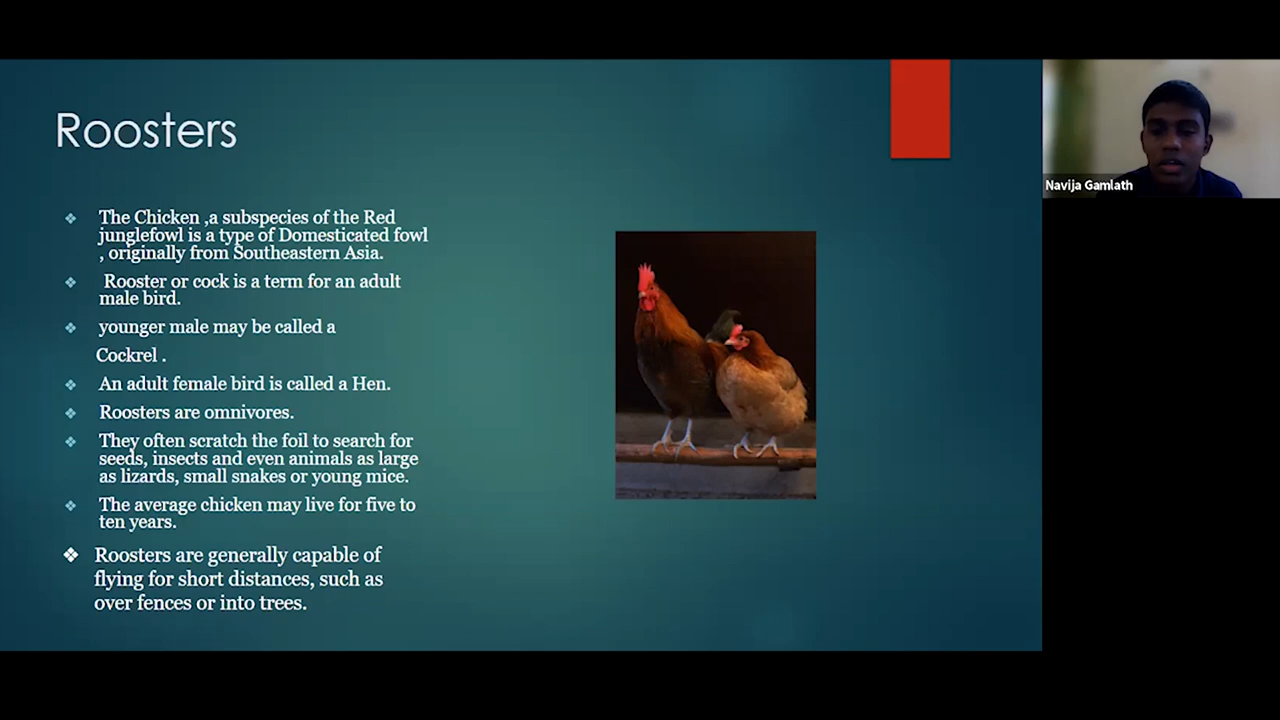 Roosters
The Chicken ,a subspecies of the Red
junglefowl is a type of Domesticated fowl
, originally from Southeastern Asia.
Rooster or cock is a term for an adult
male bird.
younger male may be called a
Cockrel .
An adult female bird is called a Hen.
Roosters are omnivores.
They often scratch the foil to search for
seeds, insects and even animals as large
as lizards, small snakes or young mice.
The average chicken may live for five to
ten years.
Roosters are generally capable of
flying for short distances, such as
over fences or into trees.
Navija Gamlath